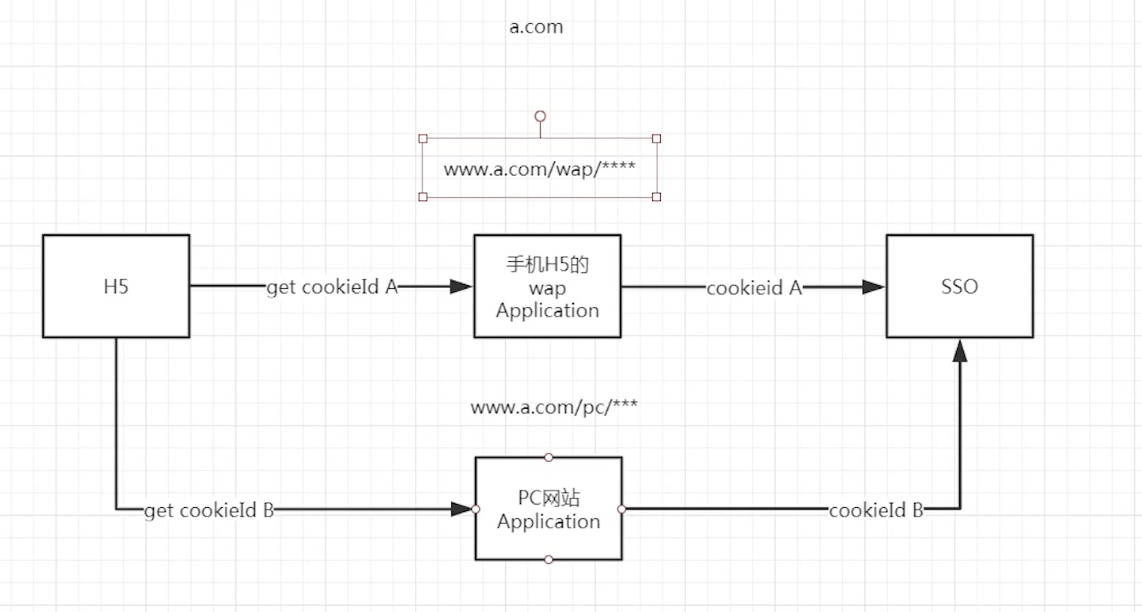 a.com
www.a.com/wap/****
H5
get cookieId A
手机H5的
wap
Application
cookieid A
SSO
www.a.com/pc/***
get cookieId B
PC网站
Application
cookieId B